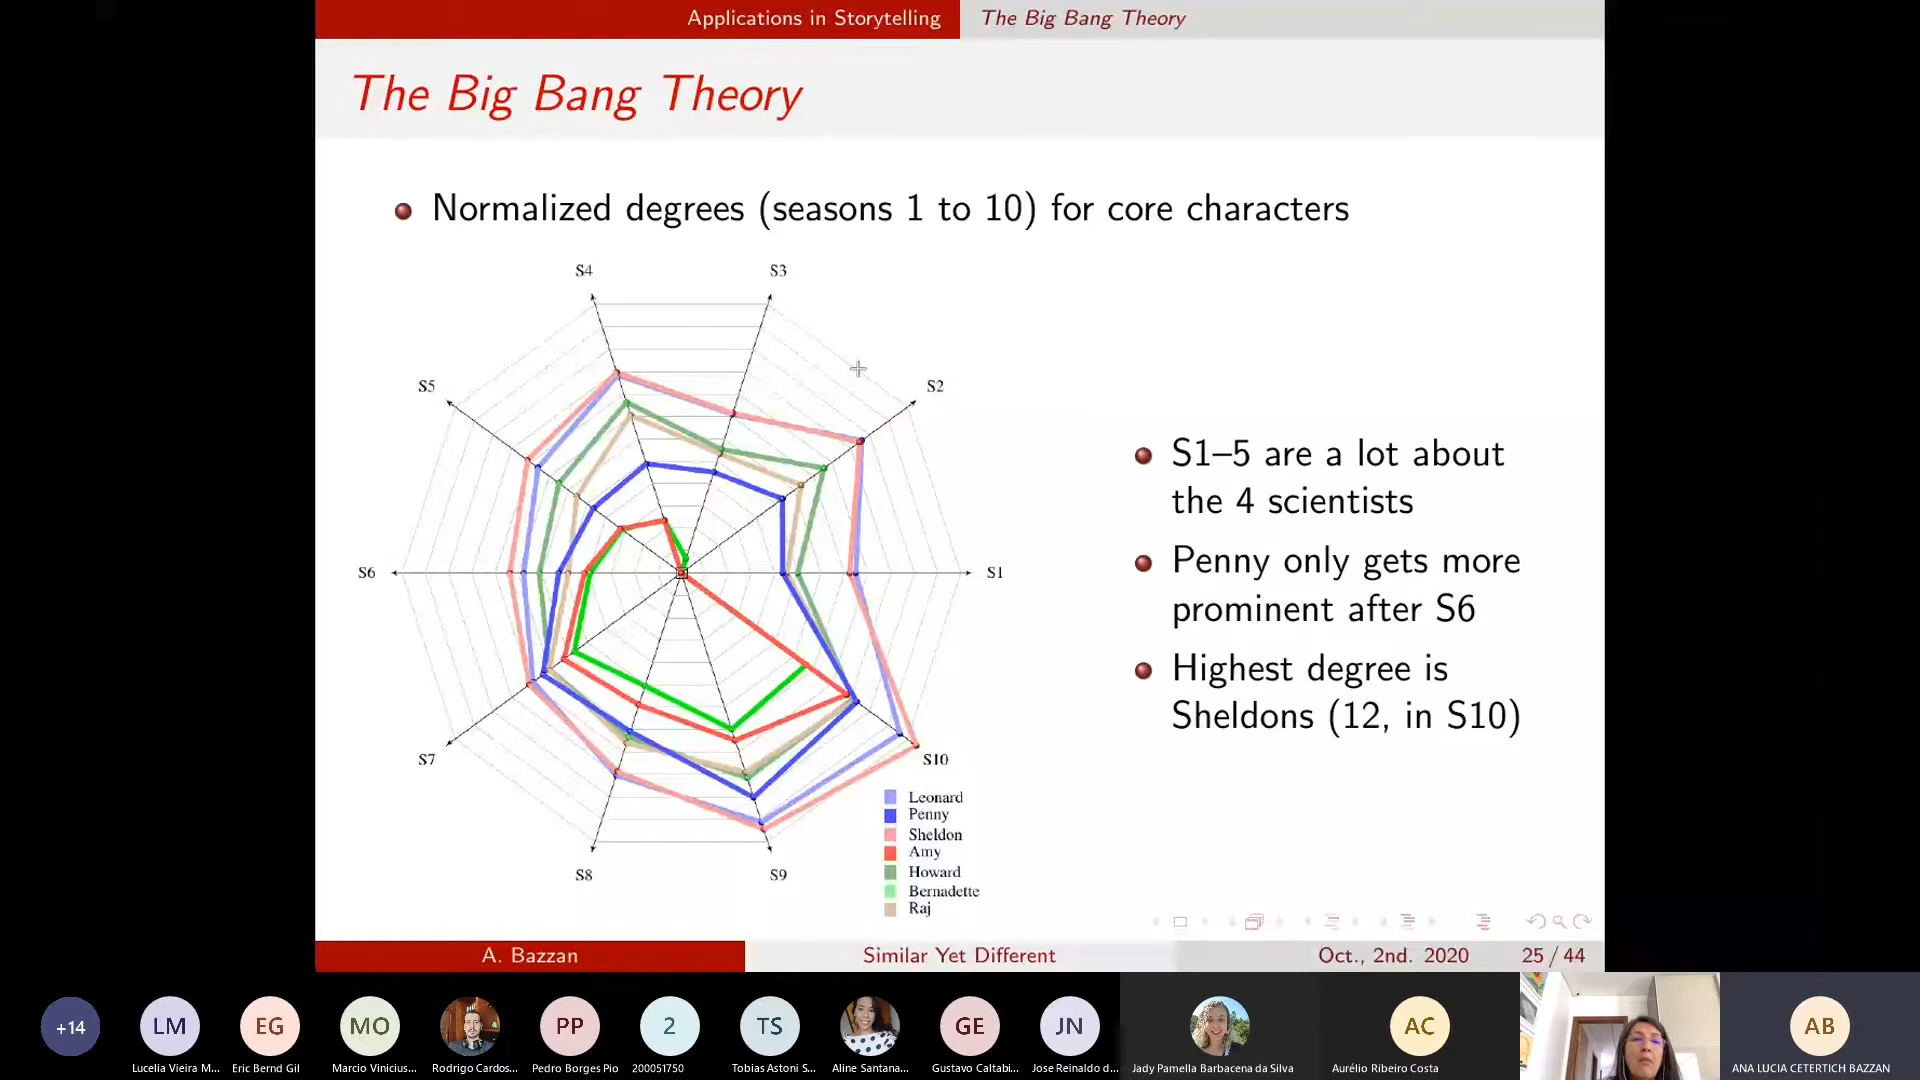 Applications in Storytelling
The Big Bang Theory
The Big Bang Theory
Normalized degrees (seasons 1 to 10) for core characters
S4
S3
S5
S2
S6
S1
S7
S10
S8
S9
Leonard
Penny
Sheldon
Amy
Howard
Bernadette
Raj
S1–5 are a lot about
the 4 scientists
Penny only gets more
prominent after S6
Highest degree is
Sheldons (12, in S10)
A. Bazzan
Similar Yet Different
Oct., 2nd. 2020
25 / 44
+14
LM
EG
MO
PP
2
TS
GE
JN
AC
AB
Lucelia Vieira M...
Eric Bernd Gil
Marcio Vinicius...
Rodrigo Cardos...
Pedro Borges Pio
200051750
Tobias Astoni S...
Aline Santana...
Gustavo Caltabi...
Jose Reinaldo d...
Jady Pamella Barbacena da Silva
Aurélio Ribeiro Costa
ANA LUCIA CETERTICH BAZZAN